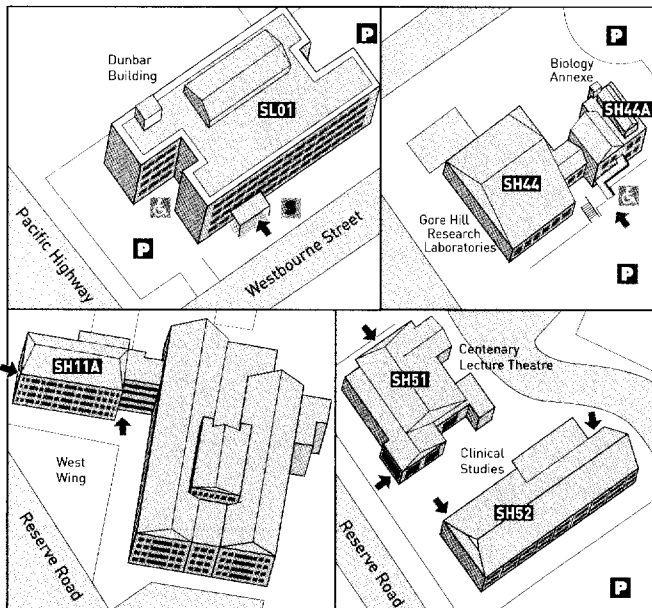 P
Dunbar
Building
SL01
P
Pacific Highway
Westbourne Street
P
Biology
Annexe
SH44A
SH44
Gore Hill
Research
Laboratories
P
SH11A
West
Wing
Reserve Road
SH51
Centenary
Lecture Theatre
Clinical
Studies
SH52
Reserve Road
P